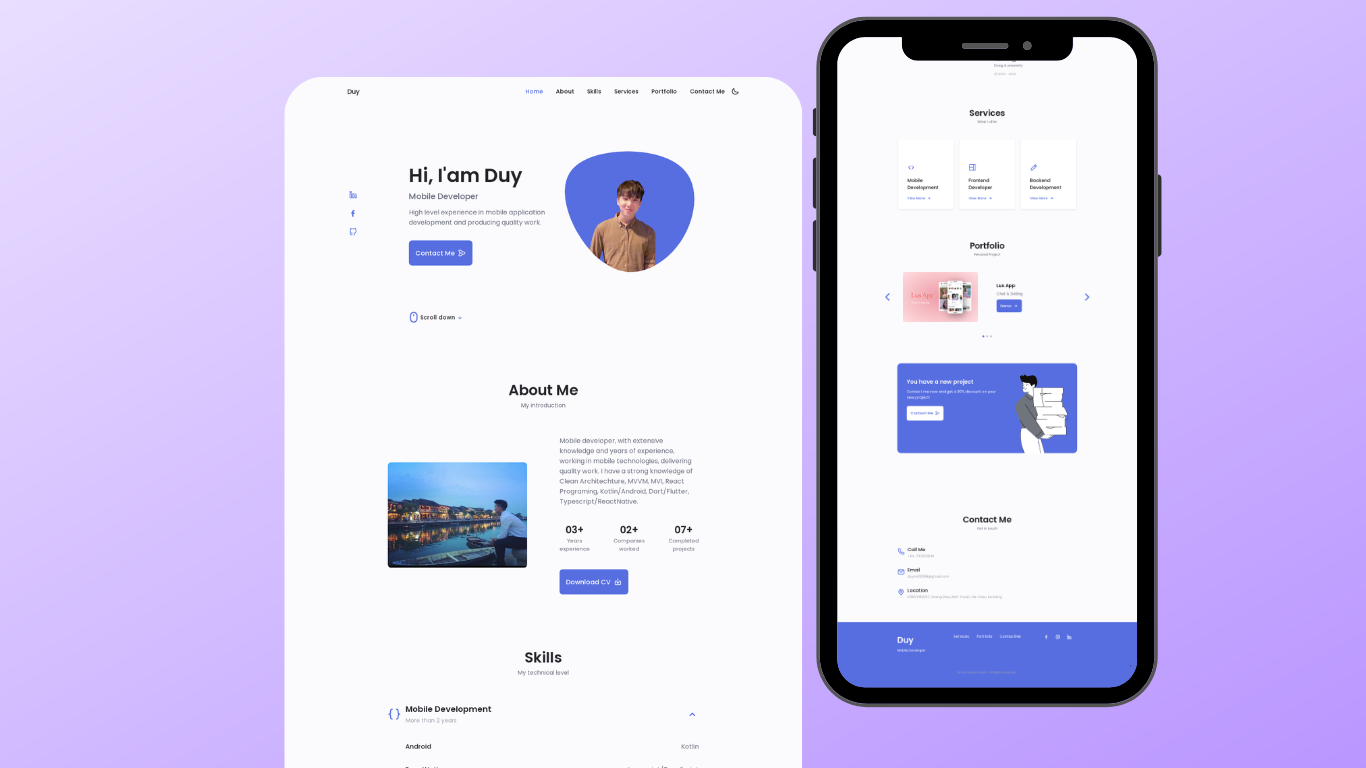 Duy
Home About Skills Services Portfolio Contact Me
Hi, I'am Duy
Mobile Developer
High level experience in mobile application
development and producing quality work.
Contact Me
Scroll down
About Me
My introduction
Mobile developer, with extensive
knowledge and years of experience,
working in mobile technologies, delivering
quality work. I have a strong knowledge of
Clean Architechture, MVVM, MVI, React
Programing, Kotlin/Android, Dart/Flutter,
Typescript/ReactNative.
03+ 02+ 07+
Years Companies Completed
experience worked projects
Download CV
Skills
My technical level
Mobile Development
More than 2 years
Android Kotlin
Services
What I offer
Mobile
Development
View More
Frontend
Developer
View More
Backend
Development
View More
Portfolio
Personal Project
Lux App
Lux App
Chat & Dating
Demo
You have a new project
Contact me now and get a 30% discount on your
new project!
Contact Me
Contact Me
Get in touch
Call Me
Email
Location
Duy
Mobile Developer
Services Portfolio Contact Me